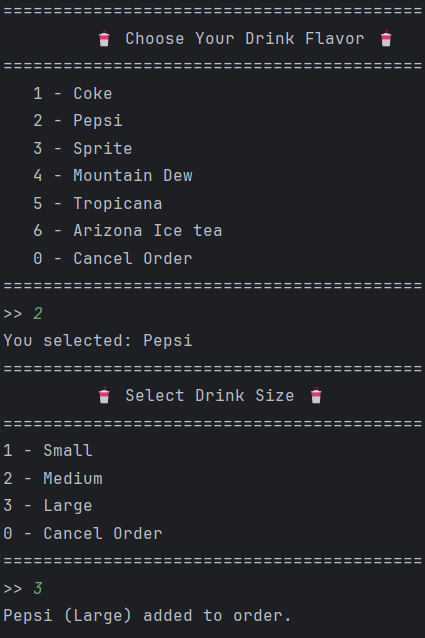 ==========================================
🥤 Choose Your Drink Flavor 🥤
==========================================
1 - Coke
2 - Pepsi
3 - Sprite
4 - Mountain Dew
5 - Tropicana
6 - Arizona Ice tea
0 - Cancel Order
==========================================
>> 2
You selected: Pepsi
==========================================
🥤 Select Drink Size 🥤
==========================================
1 - Small
2 - Medium
3 - Large
0 - Cancel Order
==========================================
>> 3
Pepsi (Large) added to order.